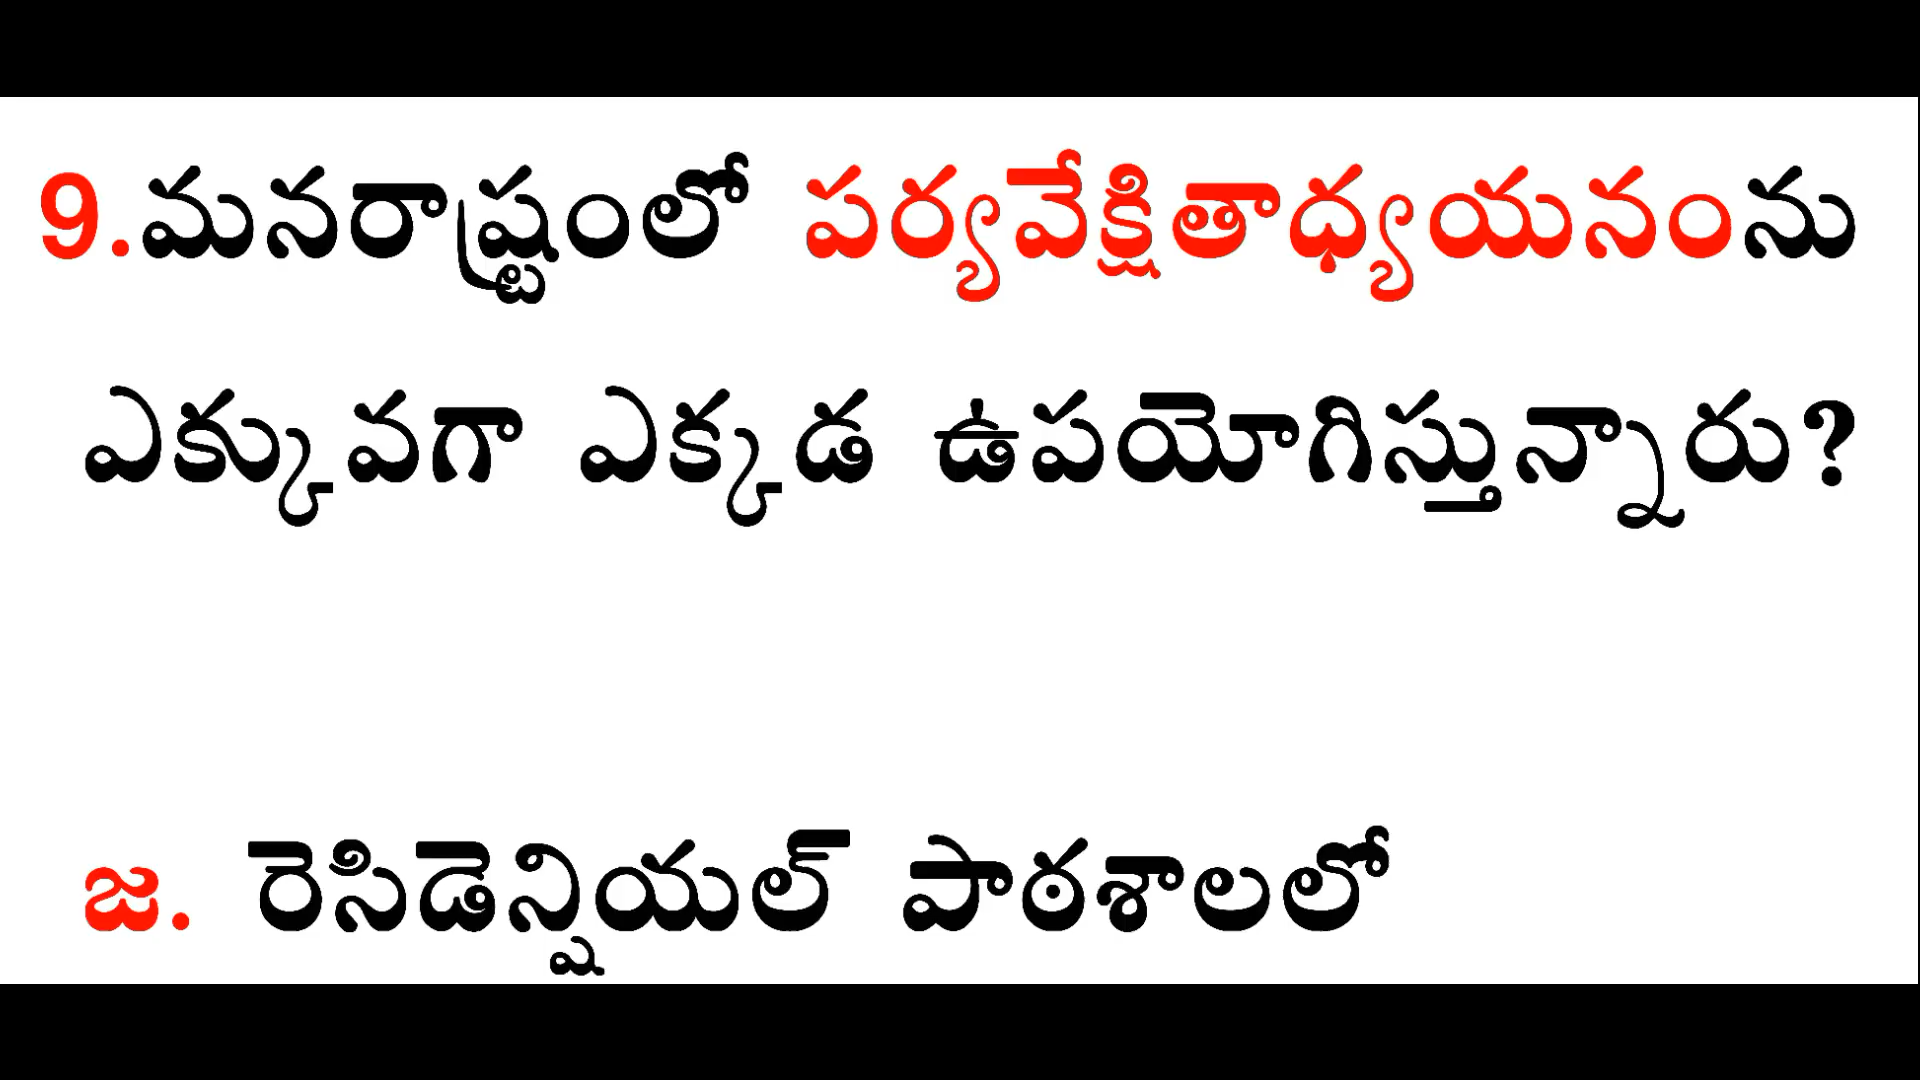 9.మనరాష్ట్రంలో పర్యవేక్షితాధ్యయనంను
ఎక్కువగా ఎక్కడ ఉపయోగిస్తున్నారు?
జ. రెసిడెన్షియల్ పాఠశాలలో